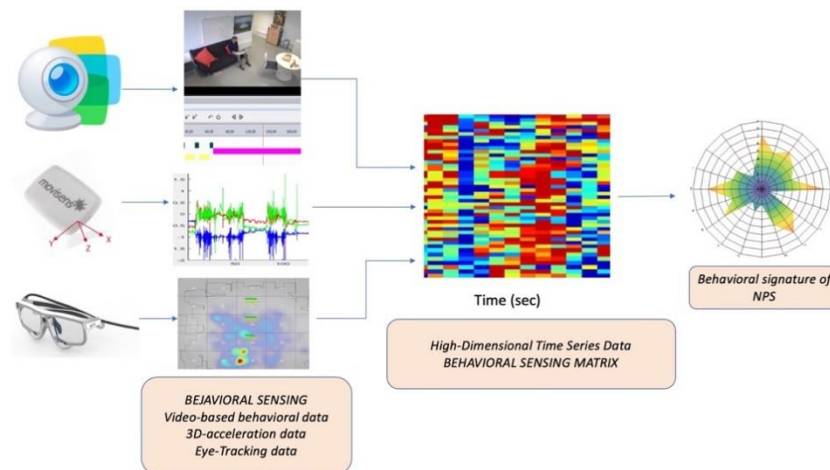 movisens
X
Y
Z
Time (sec)
Behavioral signature of
NPS
High-Dimensional Time Series Data
BEHAVIORAL SENSING MATRIX
BEJAVIORAL SENSING
Video-based behavioral data
3D-acceleration data
Eye-Tracking data